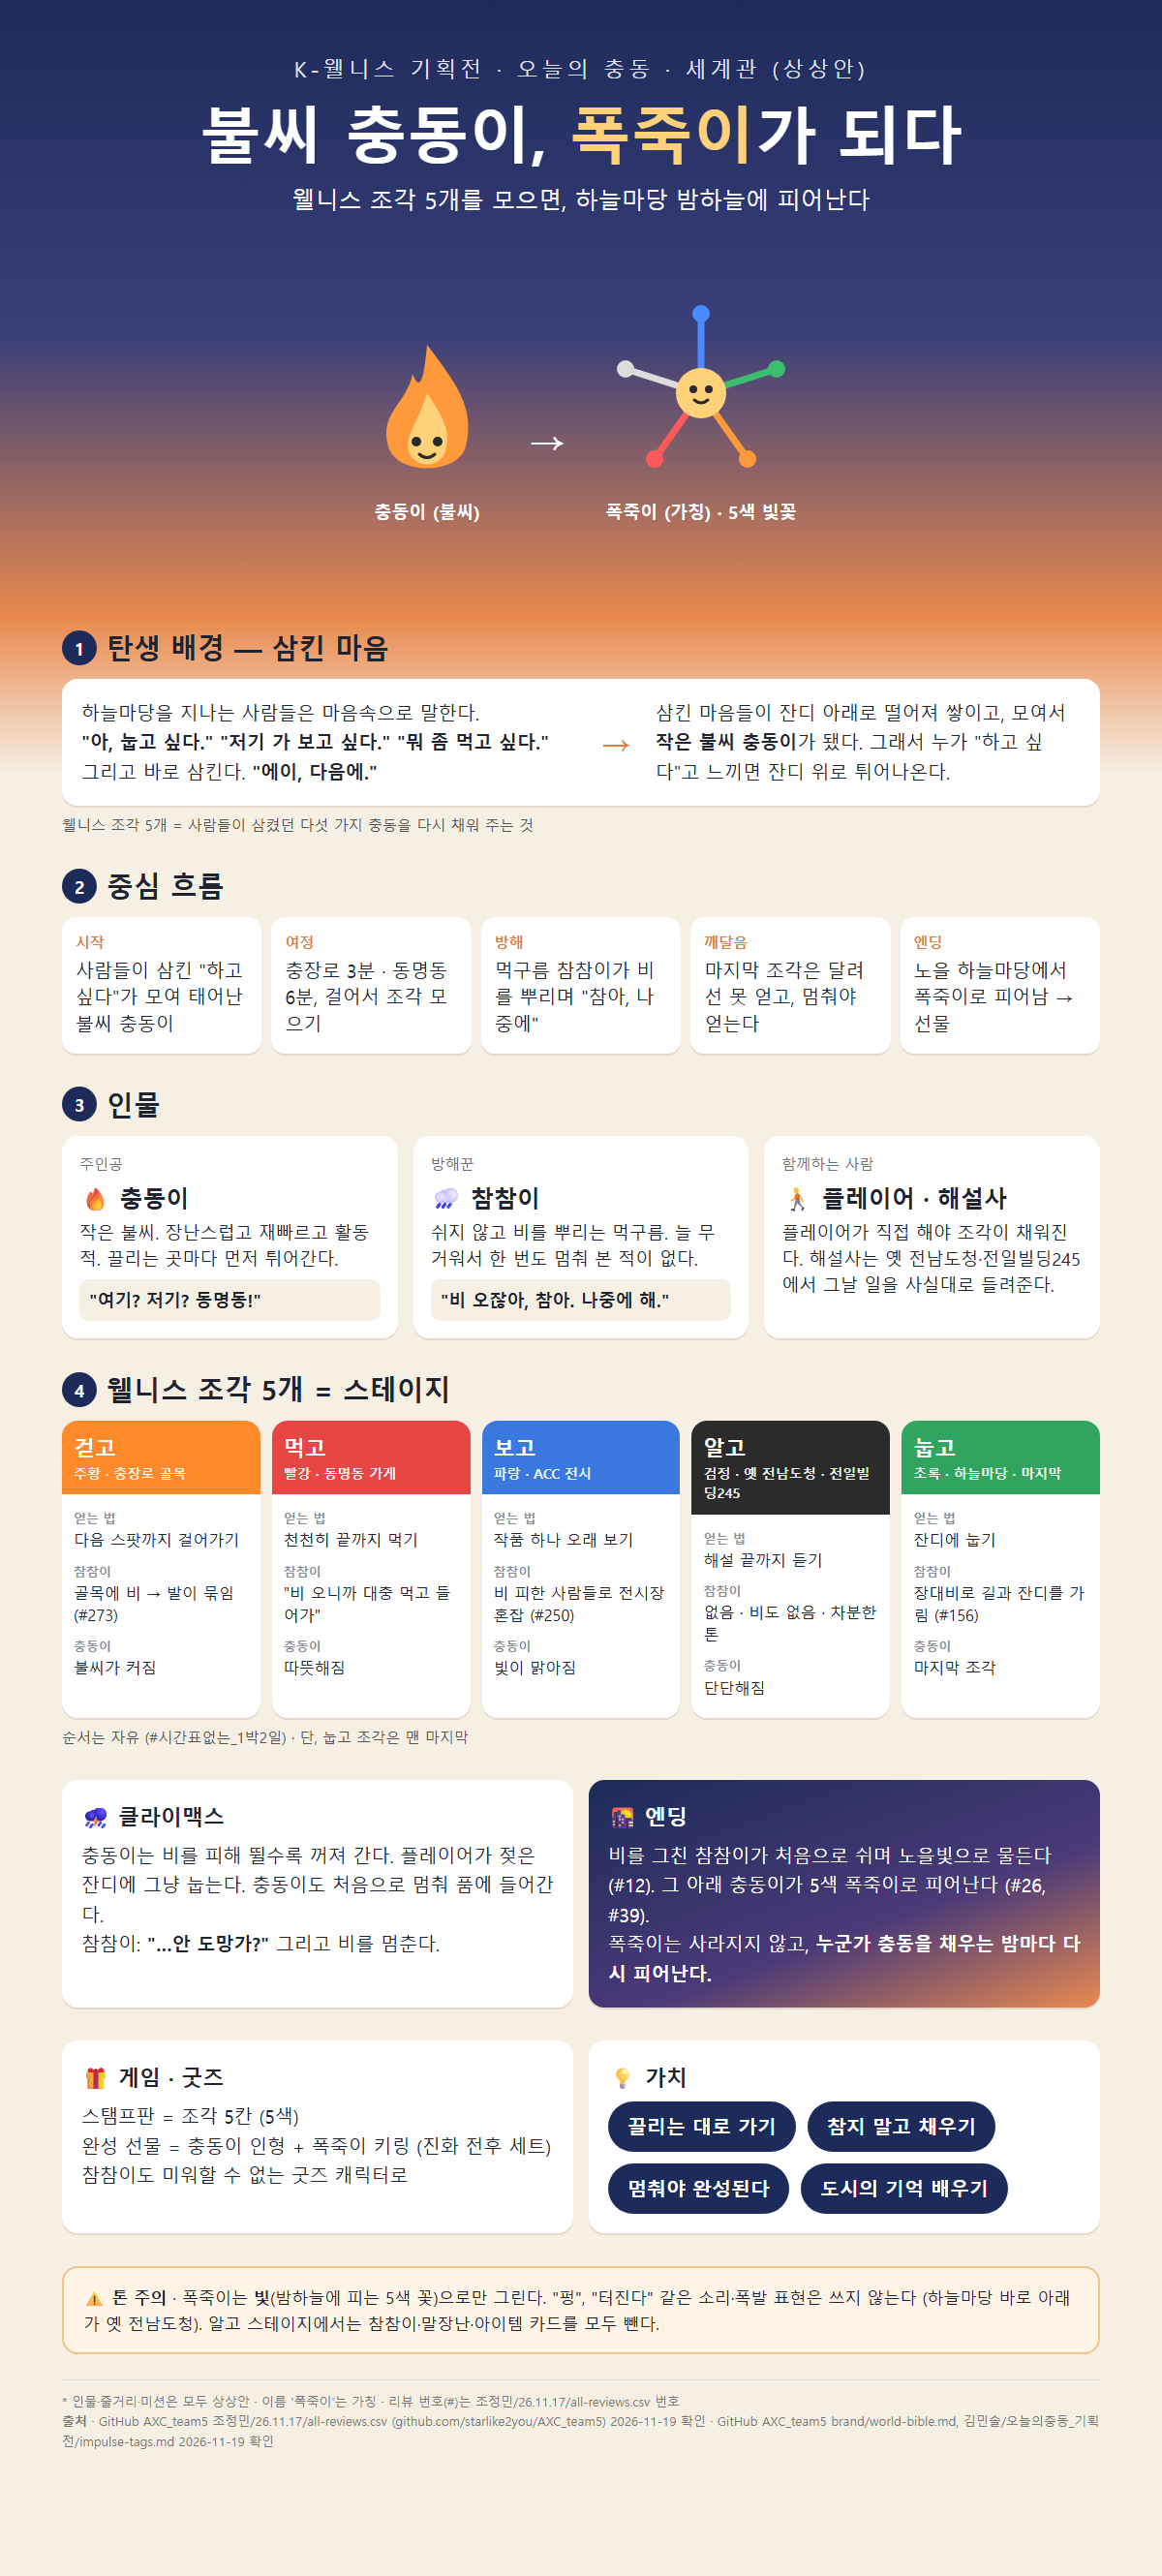 K-웰니스 기획전 · 오늘의 충동 · 세계관 (상상안)
불씨 충동이, 폭죽이가 되다
웰니스 조각 5개를 모으면, 하늘마당 밤하늘에 피어난다
→
충동이 (불씨)
폭죽이 (가칭) · 5색 빛꽃
1 탄생 배경 — 삼킨 마음
하늘마당을 지나는 사람들은 마음속으로 말한다.
"아, 눕고 싶다." "저기 가 보고 싶다." "뭐 좀 먹고 싶다."
그리고 바로 삼킨다. "에이, 다음에."
→
삼킨 마음들이 잔디 아래로 떨어져 쌓이고, 모여서
작은 불씨 충동이가 됐다. 그래서 누가 "하고 싶
다"고 느끼면 잔디 위로 튀어나온다.
웰니스 조각 5개 = 사람들이 삼켰던 다섯 가지 충동을 다시 채워 주는 것
2 중심 흐름
시작
사람들이 삼킨 "하고
싶다"가 모여 태어난
불씨 충동이
여정
충장로 3분 · 동명동
6분, 걸어서 조각 모
으기
방해
먹구름 참참이가 비
를 뿌리며 "참아, 나
중에"
깨달음
마지막 조각은 달려
선 못 얻고, 멈춰야
얻는다
엔딩
노을 하늘마당에서
폭죽이로 피어남 →
선물
3 인물
주인공
충동이
작은 불씨. 장난스럽고 재빠르고 활동
적. 끌리는 곳마다 먼저 튀어간다.
"여기? 저기? 동명동!"
방해꾼
참참이
쉬지 않고 비를 뿌리는 먹구름. 늘 무
거워서 한 번도 멈춰 본 적이 없다.
"비 오잖아, 참아. 나중에 해."
함께하는 사람
플레이어 · 해설사
플레이어가 직접 해야 조각이 채워진
다. 해설사는 옛 전남도청·전일빌딩245
에서 그날 일을 사실대로 들려준다.
4 웰니스 조각 5개 = 스테이지
걷고
주황 · 충장로 골목
얻는 법
다음 스팟까지 걸어가기
참참이
골목에 비 → 발이 묶임
(#273)
충동이
불씨가 커짐
먹고
빨강 · 동명동 가게
얻는 법
천천히 끝까지 먹기
참참이
"비 오니까 대충 먹고 들
어가"
충동이
따뜻해짐
보고
파랑 · ACC 전시
얻는 법
작품 하나 오래 보기
참참이
비 피한 사람들로 전시장
혼잡 (#250)
충동이
빛이 맑아짐
알고
검정 · 옛 전남도청 · 전일빌
딩245
얻는 법
해설 끝까지 듣기
참참이
없음 · 비도 없음 · 차분한
톤
충동이
단단해짐
눕고
초록 · 하늘마당 · 마지막
얻는 법
잔디에 눕기
참참이
장대비로 길과 잔디를 가
림 (#156)
충동이
마지막 조각
순서는 자유 (#시간표없는_1박2일) · 단, 눕고 조각은 맨 마지막
클라이맥스
충동이는 비를 피해 뛸수록 꺼져 간다. 플레이어가 젖은
잔디에 그냥 눕는다. 충동이도 처음으로 멈춰 품에 들어간
다.
참참이: "...안 도망가?" 그리고 비를 멈춘다.
엔딩
비를 그친 참참이가 처음으로 쉬며 노을빛으로 물든다
(#12). 그 아래 충동이가 5색 폭죽이로 피어난다 (#26,
#39).
폭죽이는 사라지지 않고, 누군가 충동을 채우는 밤마다 다
시 피어난다.
게임 · 굿즈
스탬프판 = 조각 5칸 (5색)
완성 선물 = 충동이 인형 + 폭죽이 키링 (진화 전후 세트)
참참이도 미워할 수 없는 굿즈 캐릭터로
가치
끌리는 대로 가기
참지 말고 채우기
멈춰야 완성된다
도시의 기억 배우기
톤 주의 · 폭죽이는 빛(밤하늘에 피는 5색 꽃)으로만 그린다. "펑", "터진다" 같은 소리·폭발 표현은 쓰지 않는다 (하늘마당 바로 아래
가 옛 전남도청). 알고 스테이지에서는 참참이·말장난·아이템 카드를 모두 뺀다.
* 인물·줄거리·미션은 모두 상상안 · 이름 '폭죽이'는 가칭 · 리뷰 번호(#)는 조정민/26.11.17/all-reviews.csv 번호
출처 · GitHub AXC_team5 조정민/26.11.17/all-reviews.csv (github.com/starlike2you/AXC_team5) 2026-11-19 확인 · GitHub AXC_team5 brand/world-bible.md, 김민솔/오늘의충동_기획
전/impulse-tags.md 2026-11-19 확인